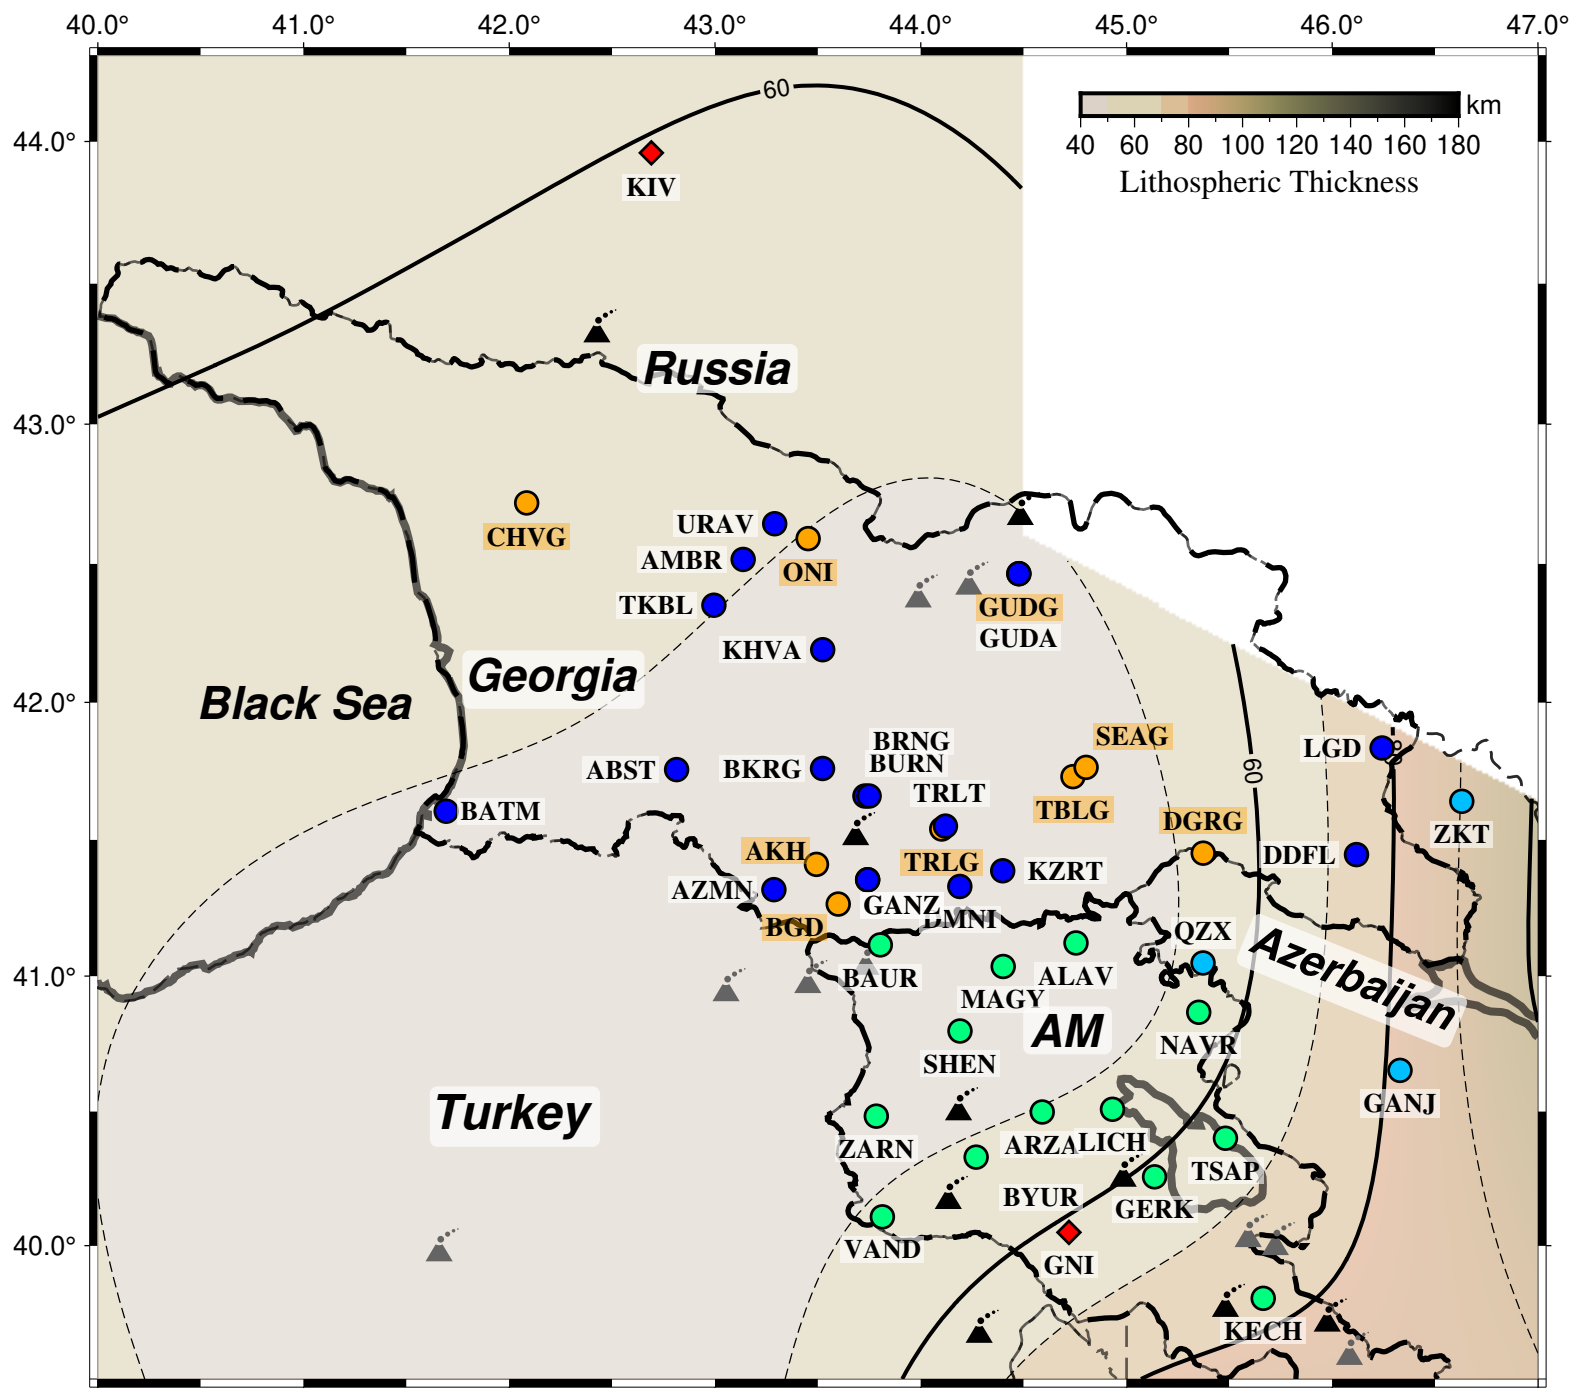 40.0°
41.0°
42.0°
43.0°
44.0°
45.0°
46.0°
47.0°
60
km
40
60
80
100
120
140
160
180
Lithospheric Thickness
44.0°
KIV
Russia
43.0°
CHVG
URAV
AMBR
ONI
TKBL
GUDG
GUDA
KHVA
Georgia
42.0°
Black Sea
BRNG
BURN
SEAG
LGD
ABST
BKRG
60
TRLT
TBLG
BATM
DGRG
ZKT
AKH
TRLG
DDFL
AZMN
KZRT
GANZ
DMNI
BGD
QZX
Azerbaijan
41.0°
BAUR
ALAV
MAGY
AM
NAVR
SHEN
GANJ
Turkey
ZARN
ARZA
LICH
TSAP
BYUR
GERK
40.0°
VAND
GNI
KECH